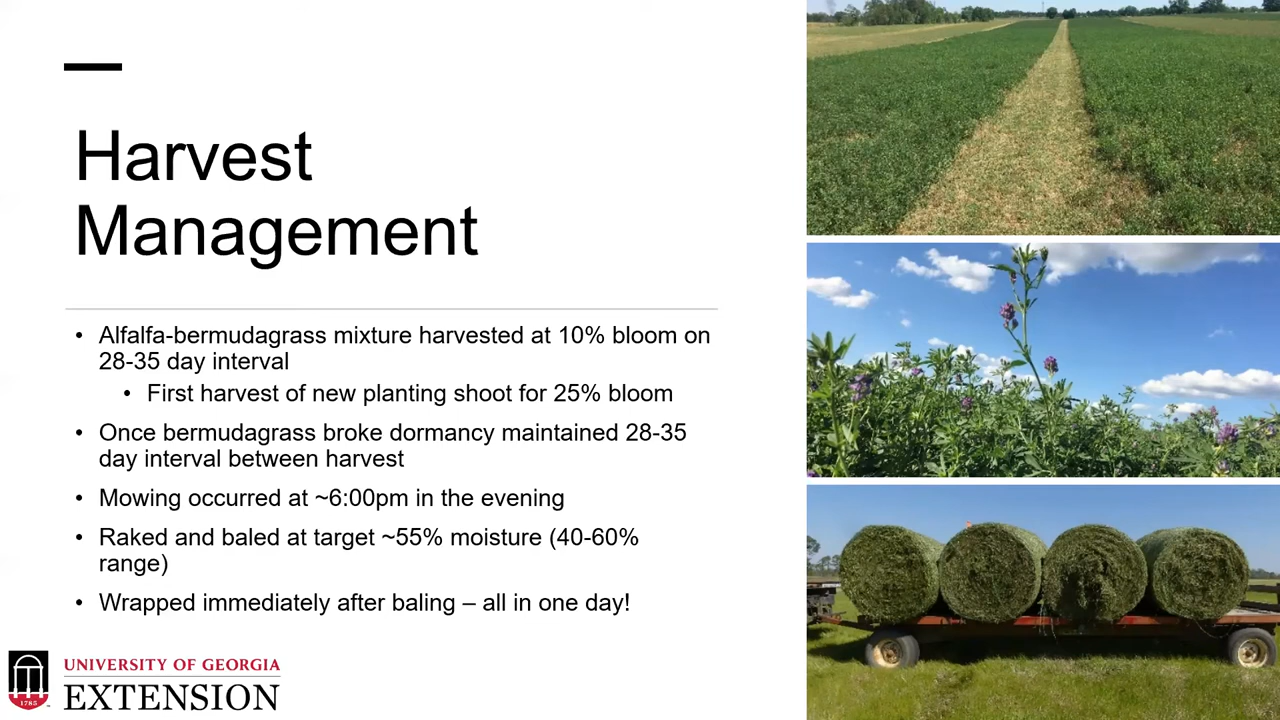 Harvest
Management
• Alfalfa-bermudagrass mixture harvested at 10% bloom on
28-35 day interval
• First harvest of new planting shoot for 25% bloom
• Once bermudagrass broke dormancy maintained 28-35
day interval between harvest
• Mowing occurred at ~6:00pm in the evening
• Raked and baled at target ~55% moisture (40-60%
range)
• Wrapped immediately after baling – all in one day!
1785
UNIVERSITY OF GEORGIA
EXTENSION